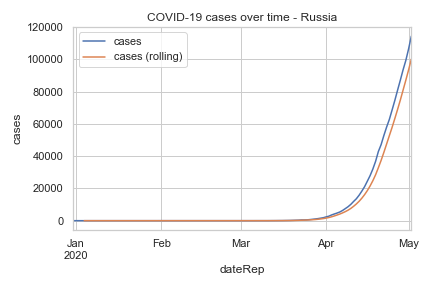 COVID-19 cases over time - Russia
cases
cases (rolling)
120000
100000
80000
60000
40000
20000
0
cases
Jan Feb Mar Apr May
2020
dateRep